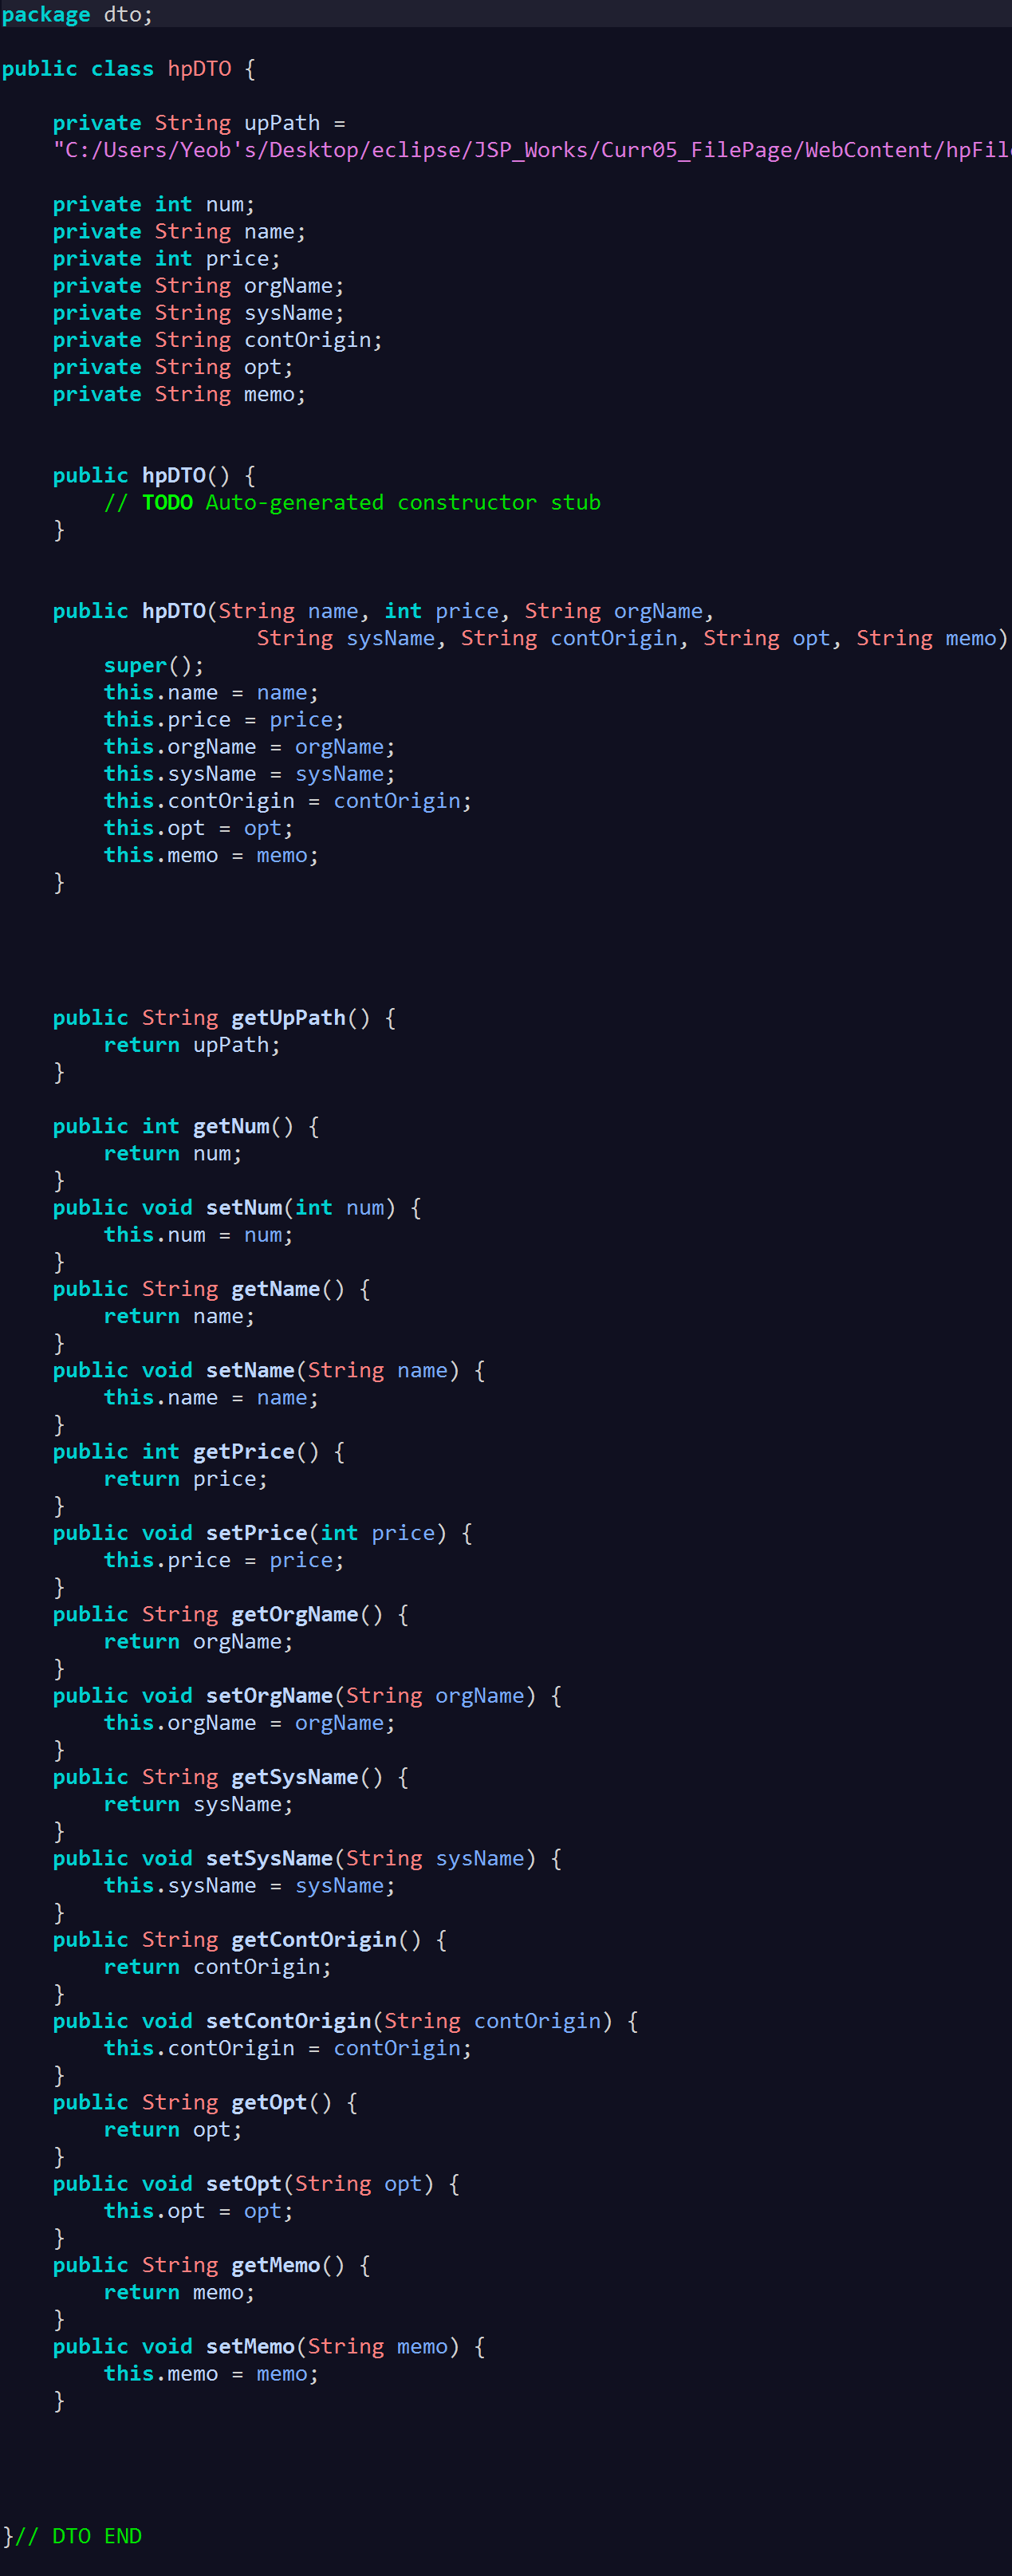 package dto;
public class hpDTO {
private String upPath =
"C:/Users/Yeob's/Desktop/eclipse/JSP_Works/Curr05_FilePage/WebContent/hpFil
private int num;
private String name;
private int price;
private String orgName;
private String sysName;
private String contOrigin;
private String opt;
private String memo;
public hpDTO() {
// TODO Auto-generated constructor stub
}
public hpDTO(String name, int price, String orgName,
String sysName, String contOrigin, String opt, String memo)
super();
this.name = name;
this.price = price;
this.orgName = orgName;
this.sysName = sysName;
this.contOrigin = contOrigin;
this.opt = opt;
this.memo = memo;
}
public String getUpPath() {
return upPath;
}
public int getNum() {
return num;
}
public void setNum(int num) {
this.num = num;
}
public String getName() {
return name;
}
public void setName(String name) {
this.name = name;
}
public int getPrice() {
return price;
}
public void setPrice(int price) {
this.price = price;
}
public String getOrgName() {
return orgName;
}
public void setOrgName(String orgName) {
this.orgName = orgName;
}
public String getSysName() {
return sysName;
}
public void setSysName(String sysName) {
this.sysName = sysName;
}
public String getContOrigin() {
return contOrigin;
}
public void setContOrigin(String contOrigin) {
this.contOrigin = contOrigin;
}
public String getOpt() {
return opt;
}
public void setOpt(String opt) {
this.opt = opt;
}
public String getMemo() {
return memo;
}
public void setMemo(String memo) {
this.memo = memo;
}
}// DTO END